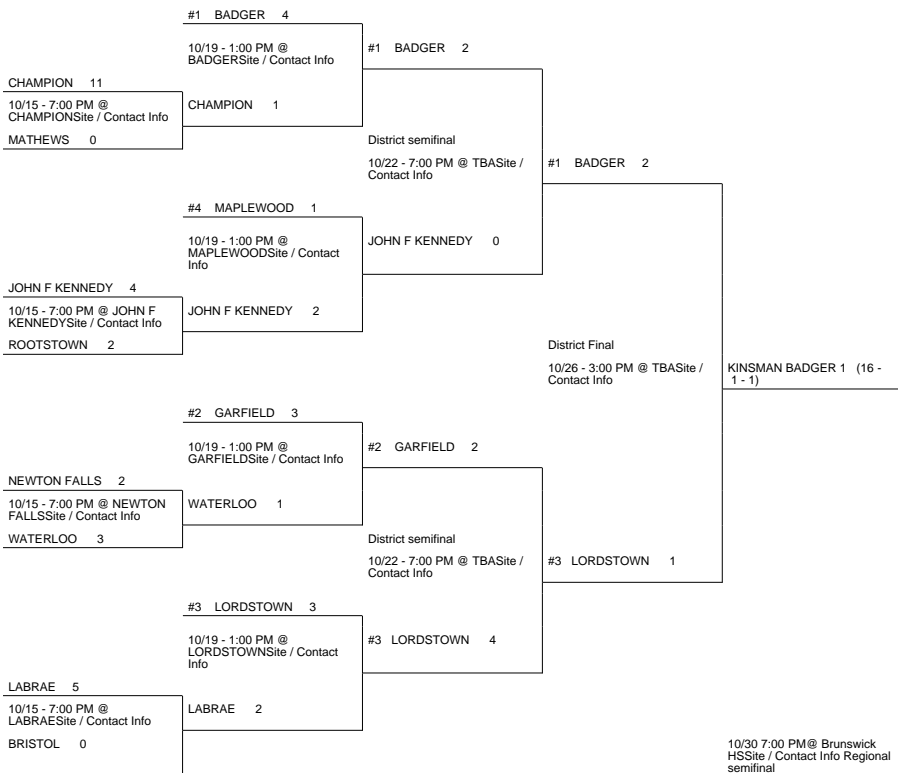 #1 BADGER 4
10/19 - 1:00 PM @
BADGERSite / Contact Info
#1 BADGER 2
CHAMPION 11
10/15 - 7:00 PM @
CHAMPIONSite / Contact Info
CHAMPION 1
MATHEWS 0
District semifinal
10/22 - 7:00 PM @ TBASite /
Contact Info
#1 BADGER 2
#4 MAPLEWOOD 1
10/19 - 1:00 PM @
MAPLEWOODSite / Contact
Info
JOHN F KENNEDY 0
JOHN F KENNEDY 4
10/15 - 7:00 PM @ JOHN F
KENNEDYSite / Contact Info
JOHN F KENNEDY 2
ROOTSTOWN 2
District Final
10/26 - 3:00 PM @ TBASite /
Contact Info
KINSMAN BADGER 1 (16 -
1 - 1)
#2 GARFIELD 3
10/19 - 1:00 PM @
GARFIELDSite / Contact Info
#2 GARFIELD 2
NEWTON FALLS 2
10/15 - 7:00 PM @ NEWTON
FALLSSite / Contact Info
WATERLOO 1
WATERLOO 3
District semifinal
10/22 - 7:00 PM @ TBASite /
Contact Info
#3 LORDSTOWN 1
#3 LORDSTOWN 3
10/19 - 1:00 PM @
LORDSTOWNSite / Contact
Info
#3 LORDSTOWN 4
LABRAE 5
10/15 - 7:00 PM @
LABRAESite / Contact Info
LABRAE 2
BRISTOL 0
10/30 7:00 PM@ Brunswick
HSSite / Contact Info Regional
semifinal